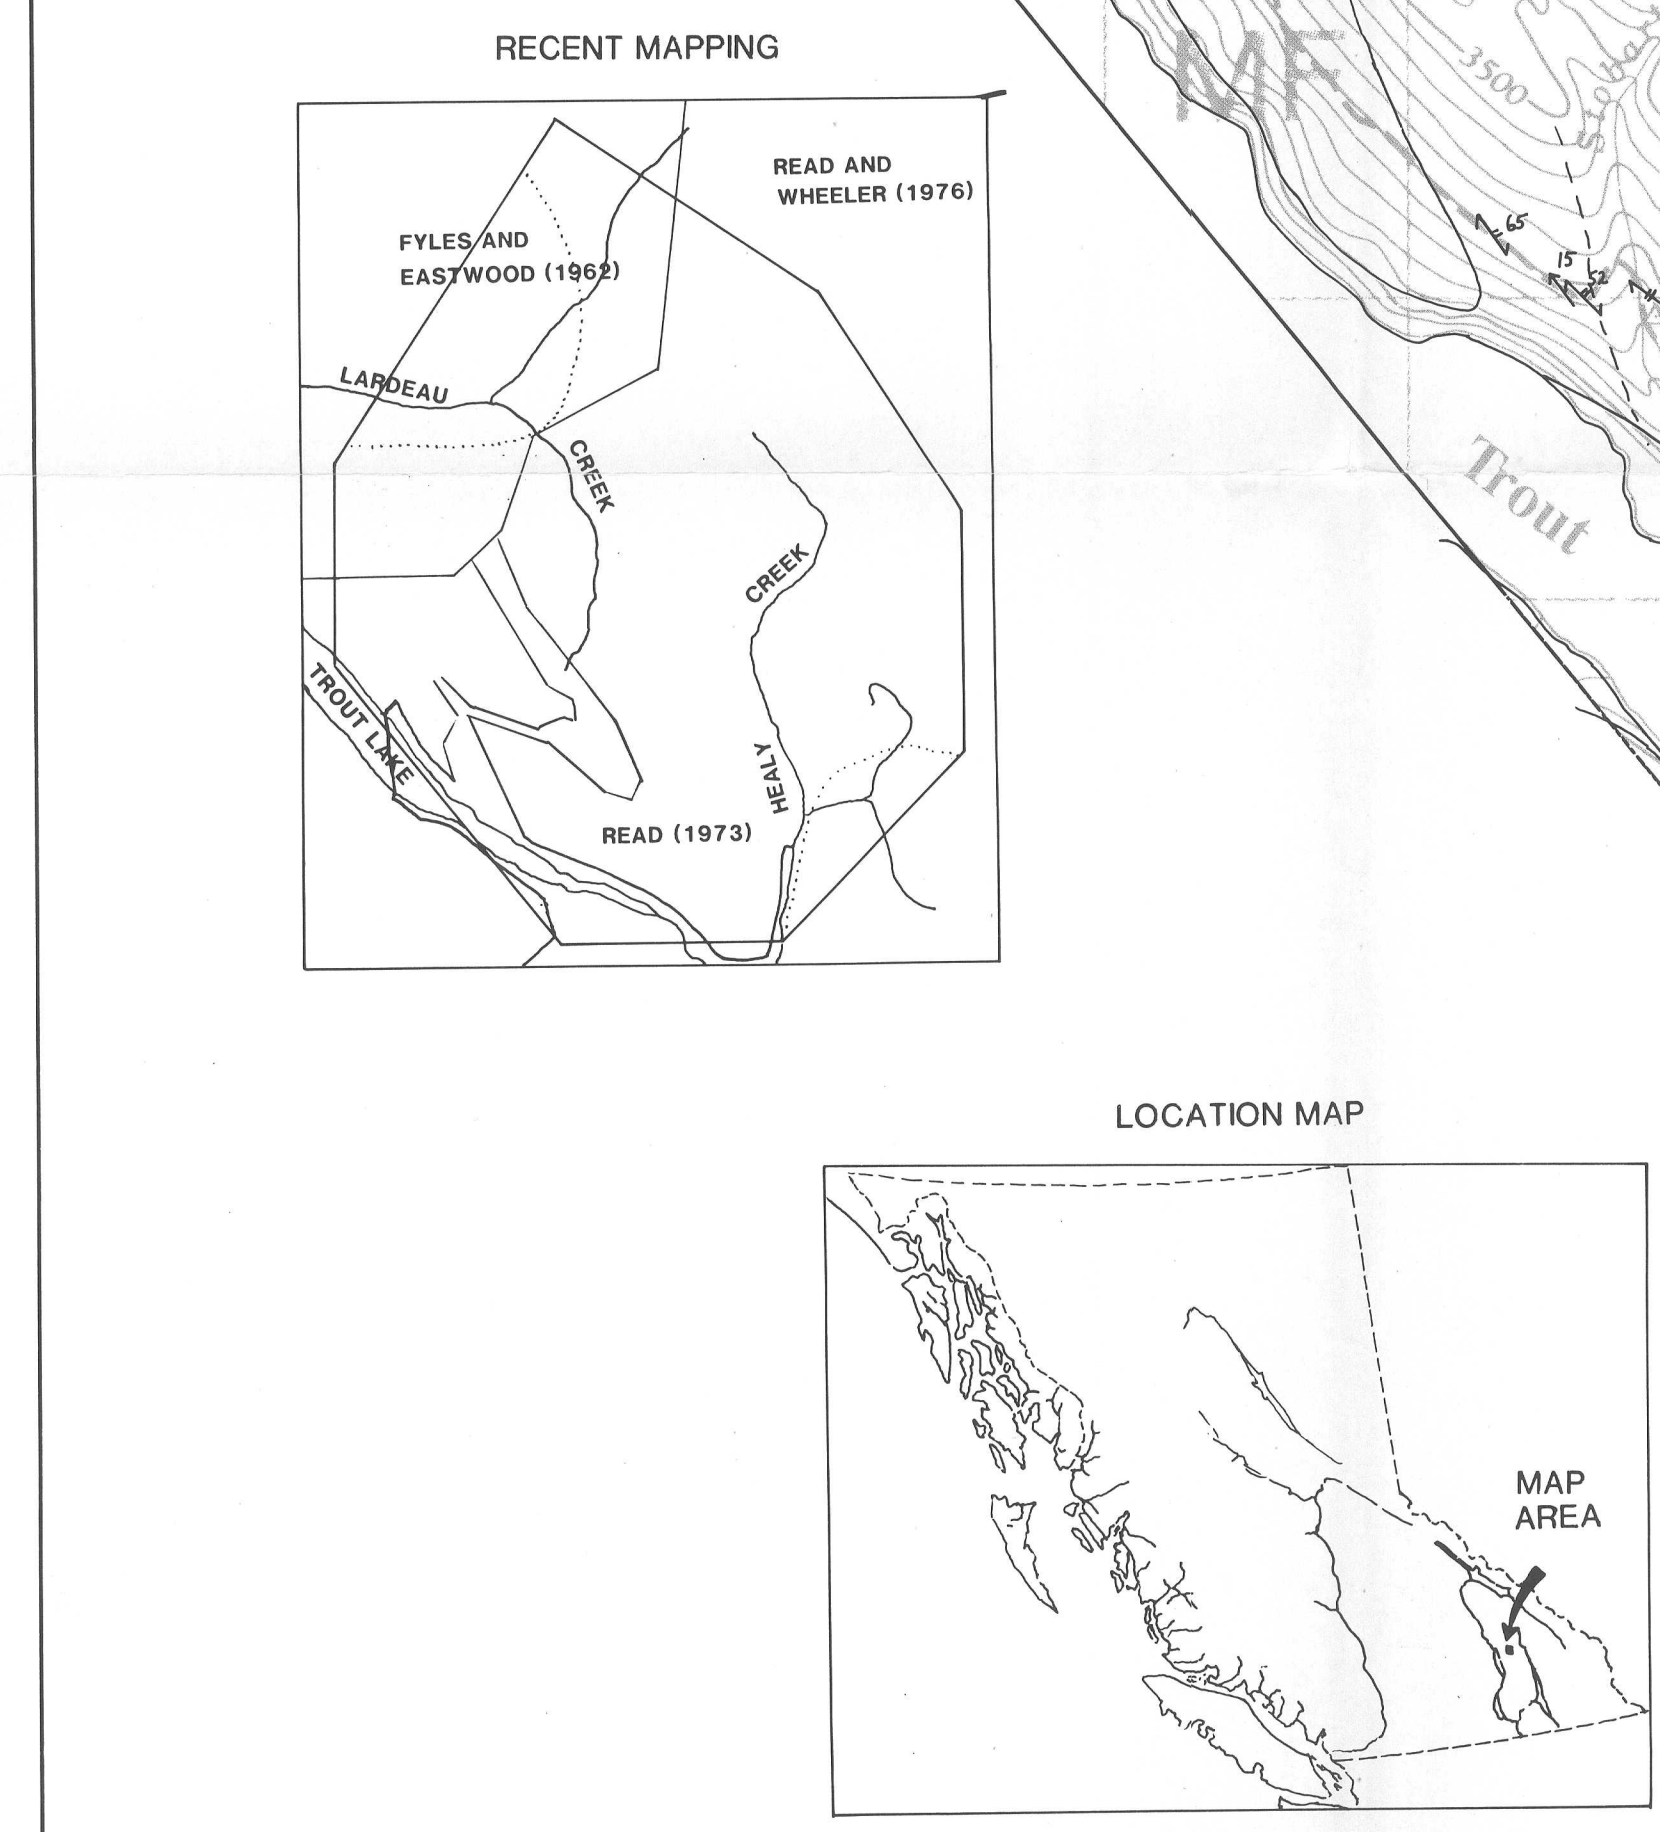 RECENT MAPPING
READ AND
WHEELER (1976)
FYLES AND
EASTWOOD (1962)
LARDEAU
CREEK
CREEK
HEALY
TROUT LAKE
READ (1973)
MF
3500
65
15
52
Trout
LOCATION MAP
MAP
AREA